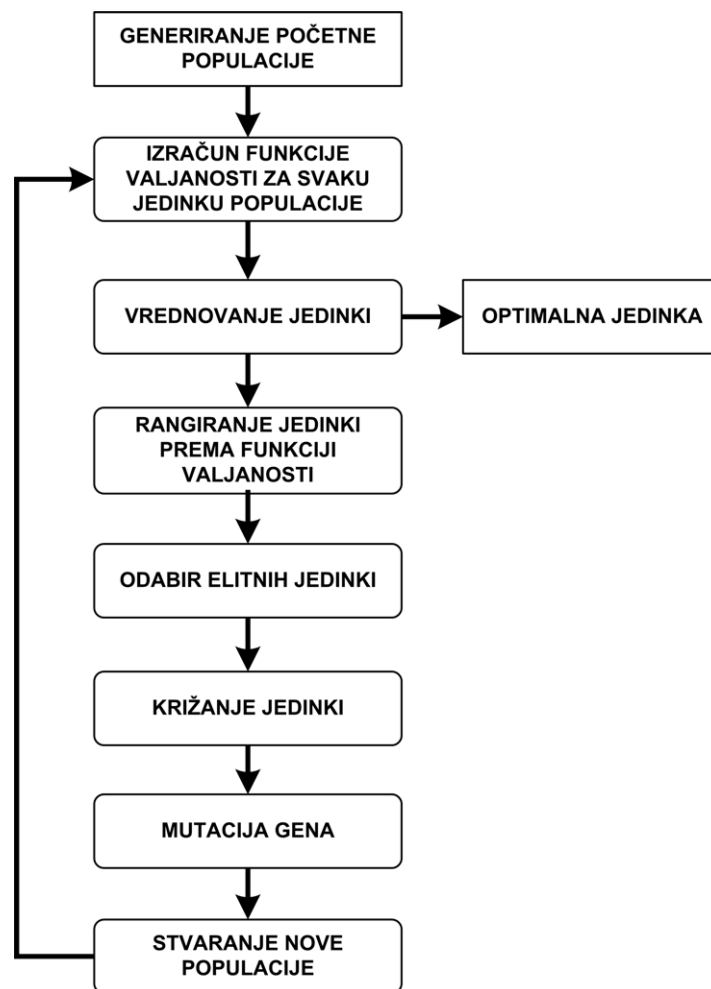 GENERIRANJE POČETNE
POPULACIJE
IZRAČUN FUNKCIJE
VALJANOSTI ZA SVAKU
JEDINKU POPULACIJE
VREDNOVANJE JEDINKI
OPTIMALNA JEDINKA
RANGIRANJE JEDINKI
PREMA FUNKCIJI
VALJANOSTI
ODABIR ELITNIH JEDINKI
KRIŽANJE JEDINKI
MUTACIJA GENA
STVARANJE NOVE
POPULACIJE